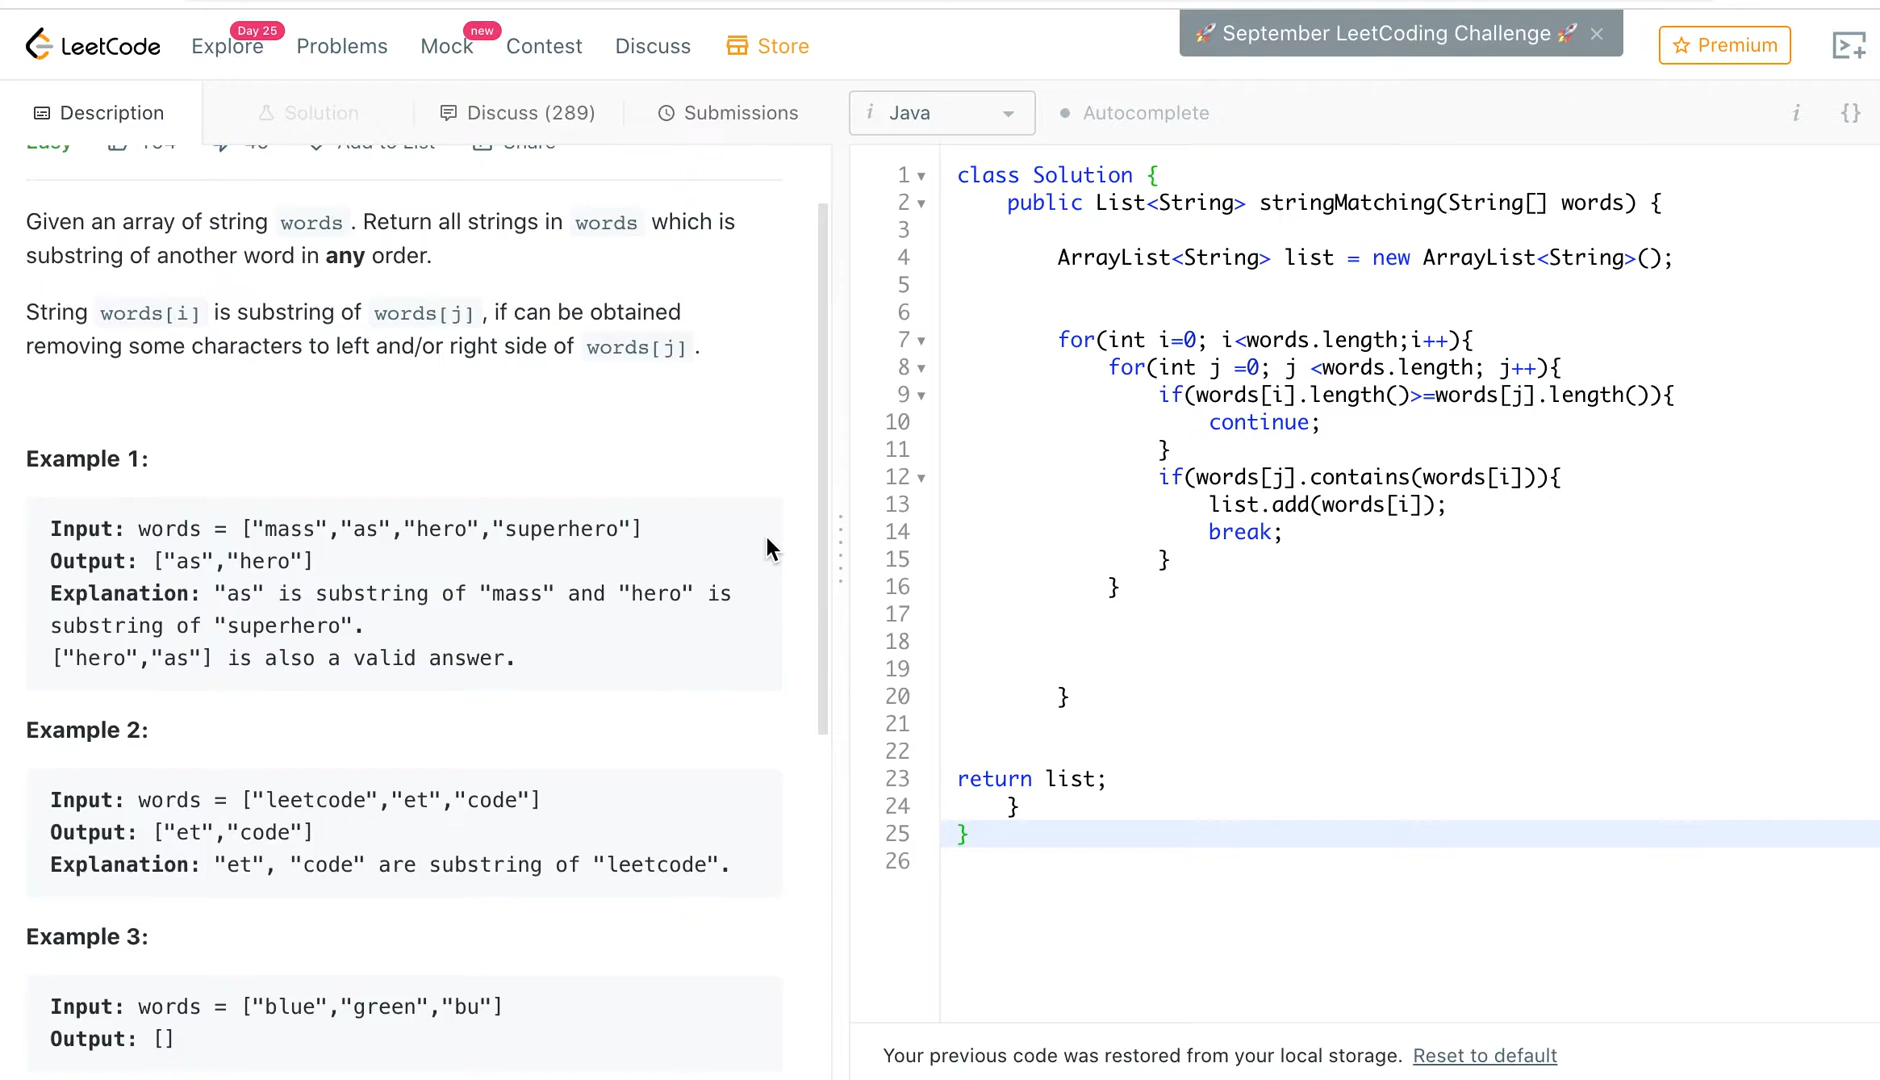 Day 25
new
LeetCode Explore Problems Mock Contest Discuss Store
🚀 September LeetCoding Challenge 🚀 ×
Premium
Description
Solution
Discuss (289)
Submissions
i Java
Autocomplete
i {}
Easy
Add to List
Share
Given an array of string words . Return all strings in words which is
substring of another word in any order.
String words[i] is substring of words[j] , if can be obtained
removing some characters to left and/or right side of words[j] .
Example 1:
Input: words = ["mass","as","hero","superhero"]
Output: ["as","hero"]
Explanation: "as" is substring of "mass" and "hero" is
substring of "superhero".
["hero","as"] is also a valid answer.
Example 2:
Input: words = ["leetcode","et","code"]
Output: ["et","code"]
Explanation: "et", "code" are substring of "leetcode".
Example 3:
Input: words = ["blue","green","bu"]
Output: []
1 class Solution {
2 public List<String> stringMatching(String[] words) {
3
4 ArrayList<String> list = new ArrayList<String>();
5
6
7 for(int i=0; i<words.length;i++){
8 for(int j =0; j <words.length; j++){
9 if(words[i].length()>=words[j].length()){
10 continue;
11 }
12 if(words[j].contains(words[i])){
13 list.add(words[i]);
14 break;
15 }
16 }
17
18
19
20 }
21
22
23 return list;
24 }
25 }
26
Your previous code was restored from your local storage. Reset to default